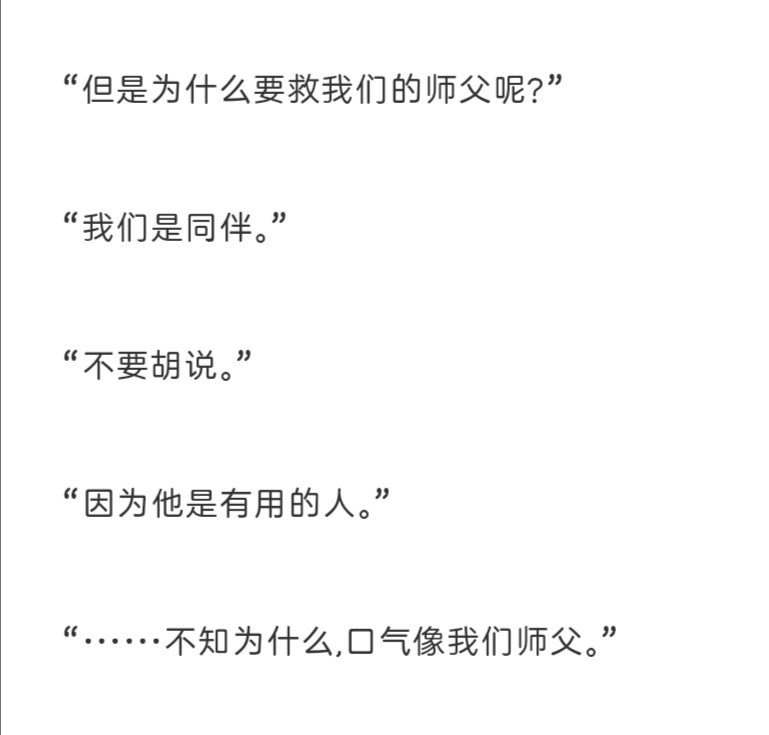 “但是为什么要救我们的师父呢?”
“我们是同伴。”
“不要胡说。”
“因为他是有用的人。”
“……不知为什么,口气像我们师父。”